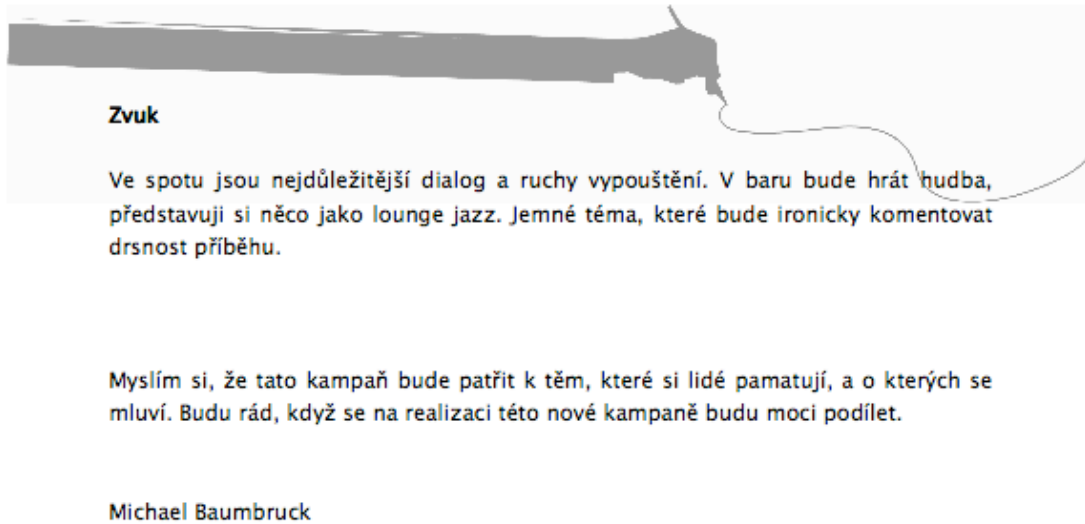 Zvuk
Ve spotu jsou nejdůležitější dialog a ruchy vypouštění. V baru bude hrát hudba,
představuji si něco jako lounge jazz. Jemné téma, které bude ironicky komentovat
drsnost příběhu.
Myslím si, že tato kampaň bude patřit k těm, které si lidé pamatují, a o kterých se
mluví. Budu rád, když se na realizaci této nové kampaně budu moci podílet.
Michael Baumbruck